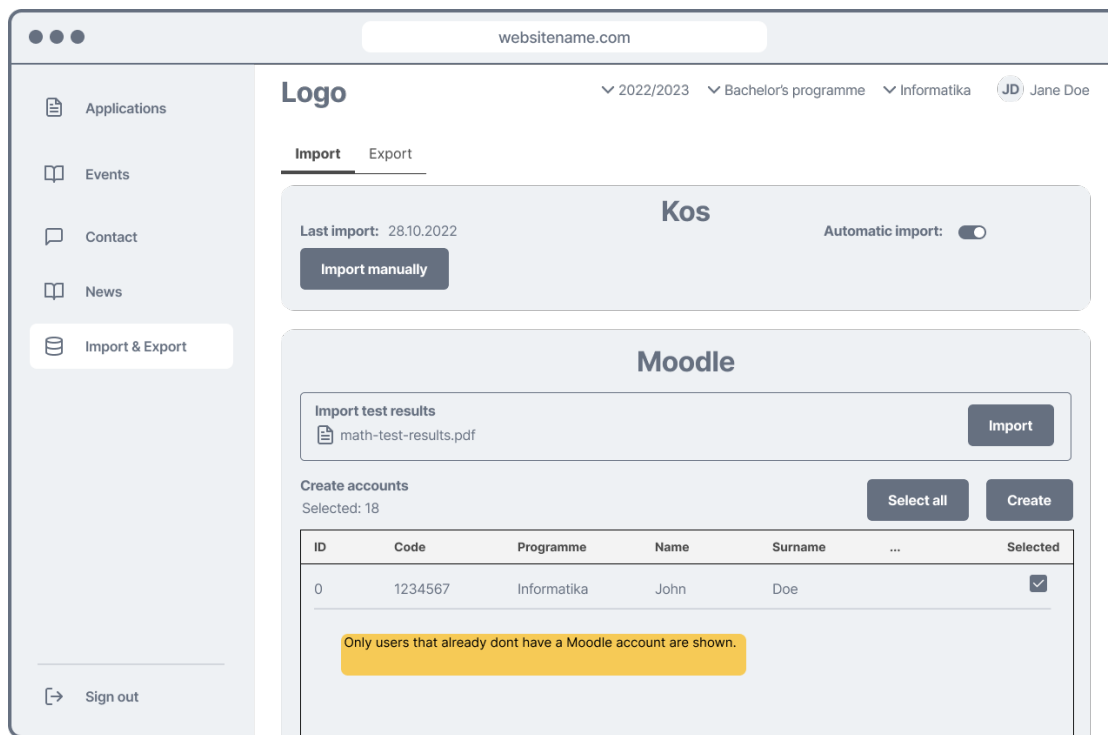 websitename.com
Applications
Events
Contact
News
Import & Export
Sign out
Logo
2022/2023 Bachelor's programme Informatika JD Jane Doe
Import Export
Kos
Last import: 28.10.2022 Automatic import:
Import manually
Moodle
Import test results
math-test-results.pdf
Import
Create accounts
Selected: 18
Select all Create
ID Code Programme Name Surname ... Selected
0 1234567 Informatika John Doe
Only users that already dont have a Moodle account are shown.